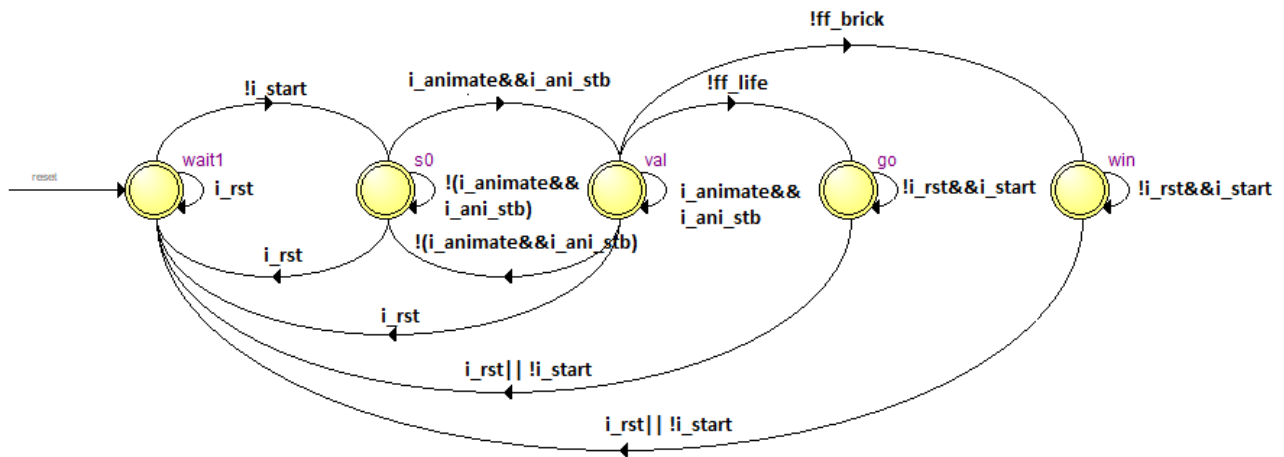 !ff_brick
!i_start
i_animate&&i_ani_stb
!ff_life
wait1
s0
val
go
win
reset
i_rst
!(i_animate&&
i_ani_stb)
i_animate&&
i_ani_stb
!i_rst&&i_start
!i_rst&&i_start
i_rst
!(i_animate&&i_ani_stb)
i_rst
i_rst|| !i_start
i_rst|| !i_start